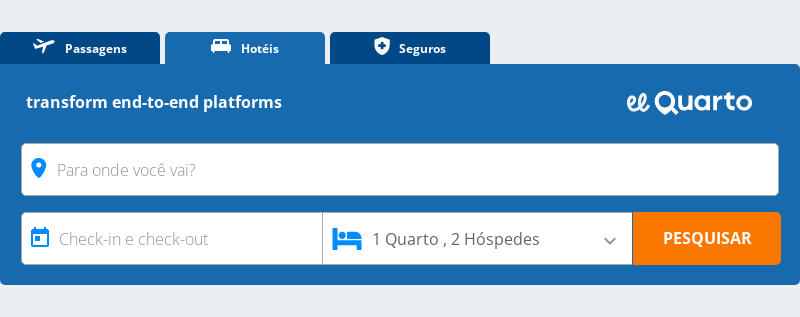 Passagens Hotéis Seguros
transform end-to-end platforms
ell Quarto
Para onde você vai?
Check-in e check-out 1 Quarto , 2 Hóspedes PESQUISAR